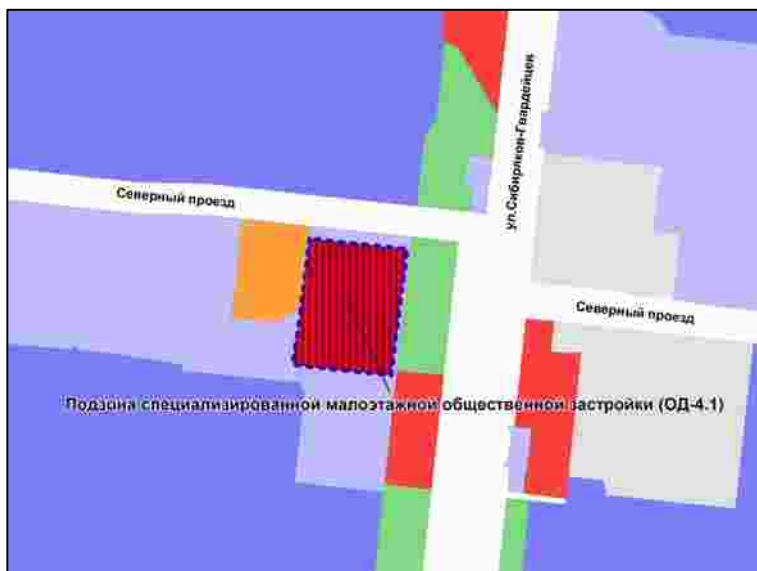 ул.Сибиряков-Гвардейцев
Северный проезд
Северный проезд
Подзона специализированной малоэтажной общественной застройки (ОД-4.1)